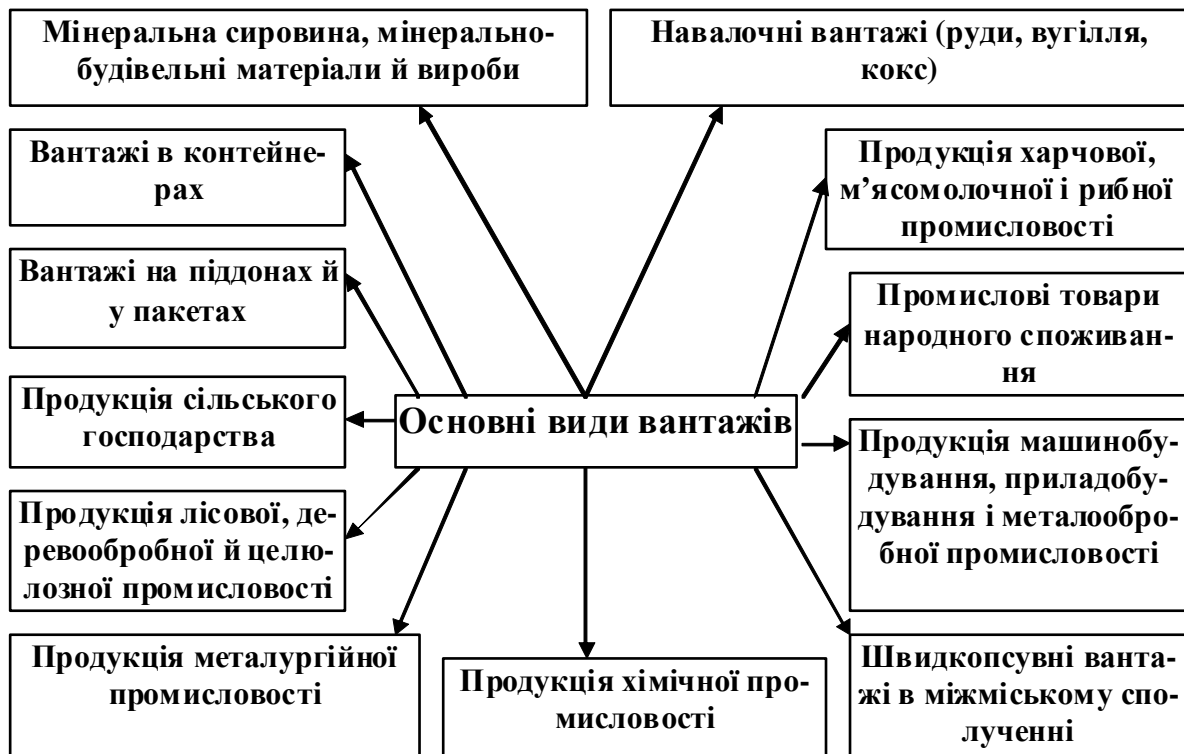 Мінеральна сировина, мінерально-
будівельні матеріали й вироби
Навалочні вантажі (руди, вугілля,
кокс)
Вантажі в контейне-
рах
Продукція харчової,
м’ясомолочної і рибної
промисловості
Вантажі на піддонах й
у пакетах
Промислові товари
народного споживан-
ня
Продукція сільського
господарства
Основні види вантажів
Продукція машинобу-
дування, приладобу-
дування і металообро-
бної промисловості
Продукція лісової, де-
ревообробної й целю-
лозної промисловості
Продукція металургійної
промисловості
Продукція хімічної про-
мисловості
Швидкопсувні ванта-
жі в міжміському спо-
лученні